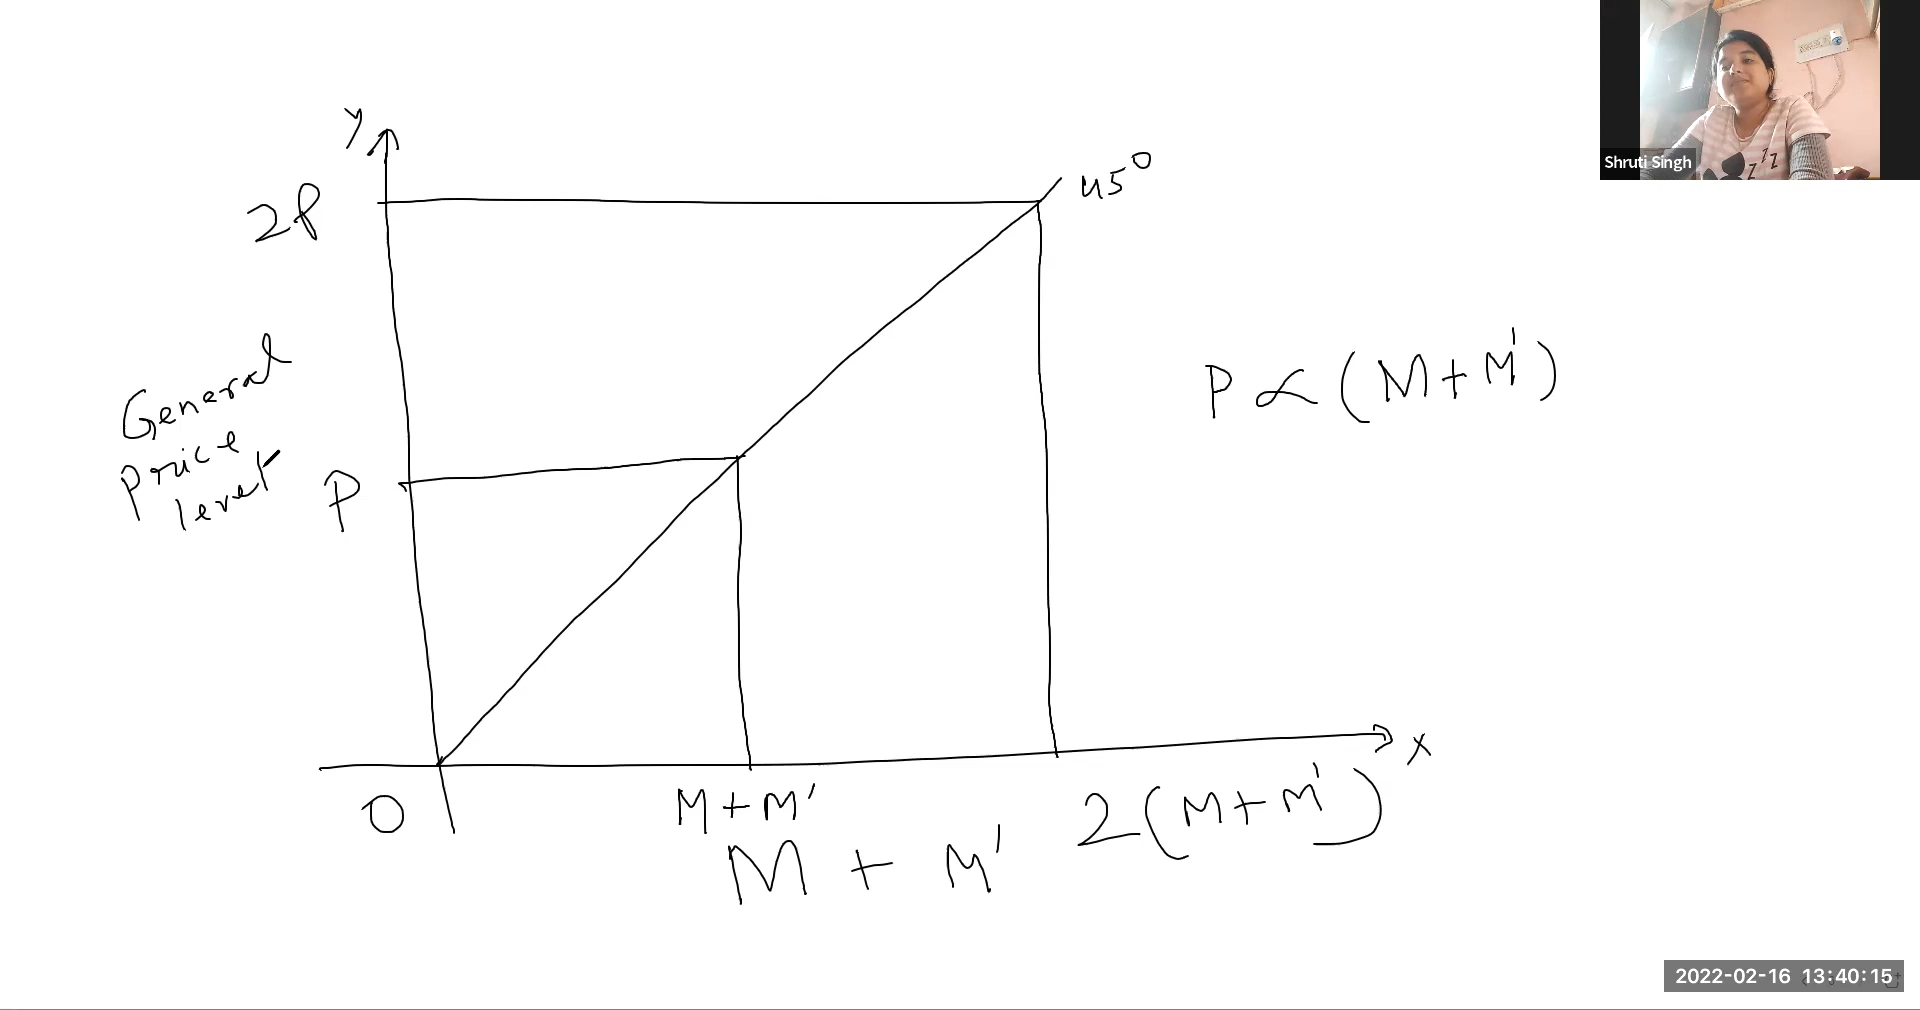 Shruti Singh
y
45°
2P
General
price
level
P ∝ (M + M')
P
x
O
M + M'
2(M + M')
M + M'
2022-02-16 13:40:15